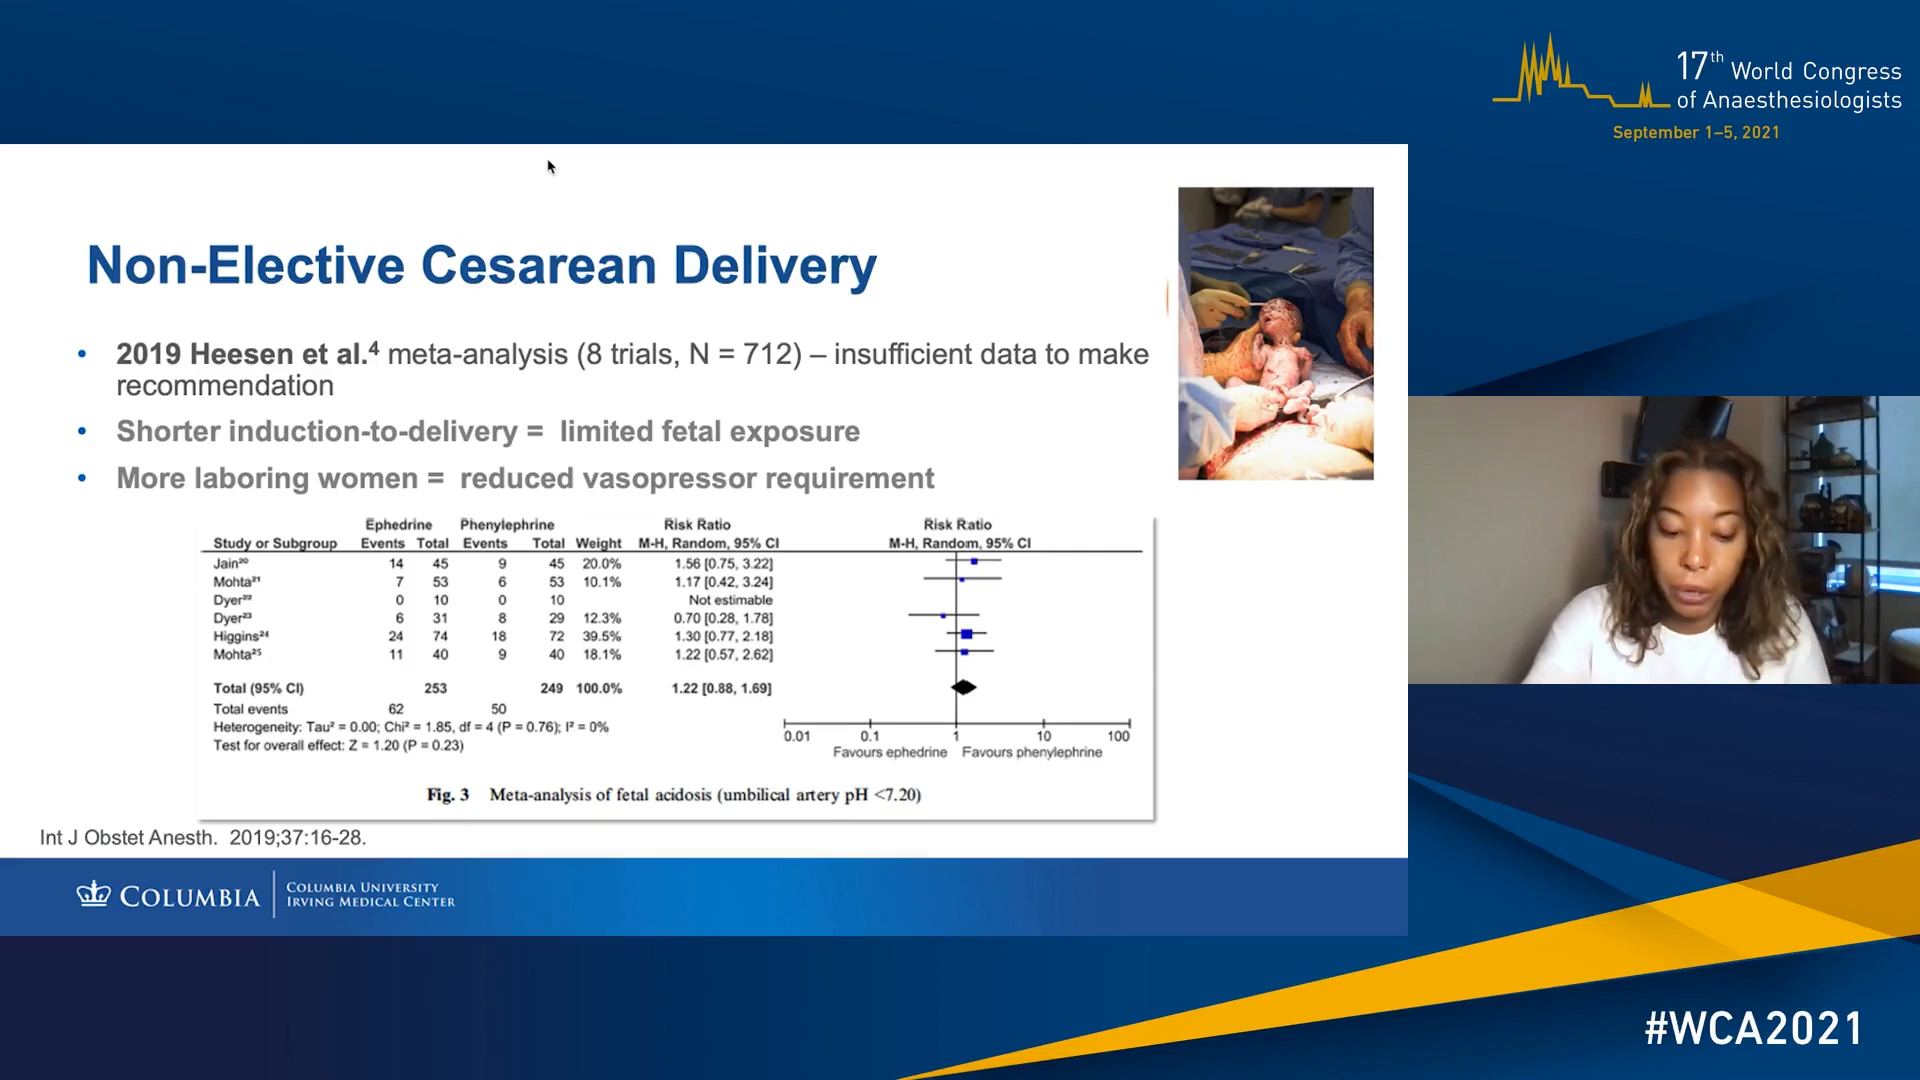 17th World Congress
of Anaesthesiologists
September 1–5, 2021
Non-Elective Cesarean Delivery
• 2019 Heesen et al.⁴ meta-analysis (8 trials, N = 712) – insufficient data to make
recommendation
• Shorter induction-to-delivery = limited fetal exposure
• More laboring women = reduced vasopressor requirement
Ephedrine Phenylephrine Risk Ratio Risk Ratio
Study or Subgroup Events Total Events Total Weight M-H, Random, 95% CI M-H, Random, 95% CI
Jain²⁰ 14 45 9 45 20.0% 1.56 [0.75, 3.22]
Mohta²¹ 7 53 6 53 10.1% 1.17 [0.42, 3.24]
Dyer²² 0 10 0 10 Not estimable
Dyer²³ 6 31 8 29 12.3% 0.70 [0.28, 1.78]
Higgins²⁴ 24 74 18 72 39.5% 1.30 [0.77, 2.18]
Mohta²⁵ 11 40 9 40 18.1% 1.22 [0.57, 2.62]
Total (95% CI) 253 249 100.0% 1.22 [0.88, 1.69]
Total events 62 50
Heterogeneity: Tau² = 0.00; Chi² = 1.85, df = 4 (P = 0.76); I² = 0%
Test for overall effect: Z = 1.20 (P = 0.23)
0.01 0.1 1 10 100
Favours ephedrine Favours phenylephrine
Fig. 3 Meta-analysis of fetal acidosis (umbilical artery pH <7.20)
Int J Obstet Anesth. 2019;37:16-28.
COLUMBIA
COLUMBIA UNIVERSITY
IRVING MEDICAL CENTER
#WCA2021